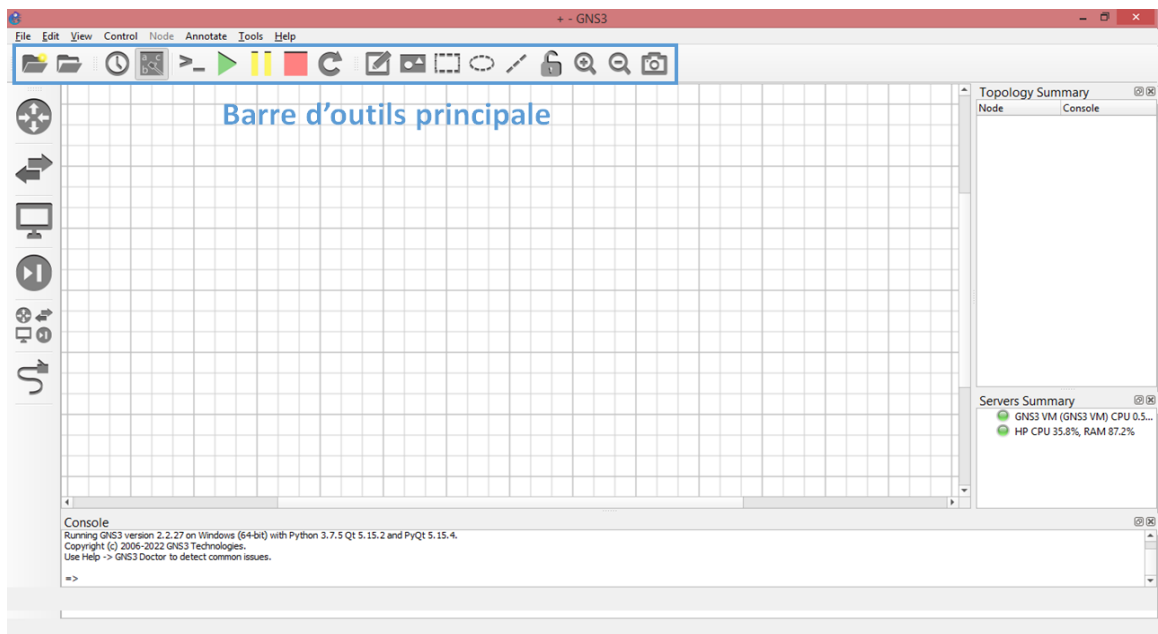 + - GNS3
File Edit View Control Node Annotate Tools Help
Barre d’outils principale
Topology Summary
Node Console
Servers Summary
GNS3 VM (GNS3 VM) CPU 0.5...
HP CPU 35.8%, RAM 87.2%
Console
Running GNS3 version 2.2.27 on Windows (64-bit) with Python 3.7.5 Qt 5.15.2 and PyQt 5.15.4.
Copyright (c) 2006-2022 GNS3 Technologies.
Use Help -> GNS3 Doctor to detect common issues.
=>